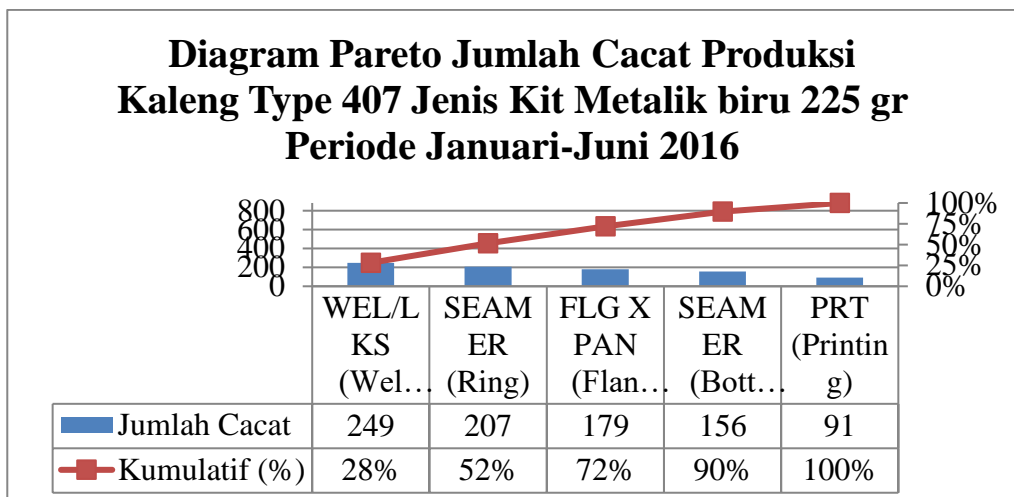 Diagram Pareto Jumlah Cacat Produksi
Kaleng Type 407 Jenis Kit Metalik biru 225 gr
Periode Januari-Juni 2016
800
600
400
200
0
100%
75%
50%
25%
0%
WEL/L
KS
(Wel…
SEAM
ER
(Ring)
FLG X
PAN
(Flan…
SEAM
ER
(Bott…
PRT
(Printin
g)
Jumlah Cacat 249 207 179 156 91
Kumulatif (%) 28% 52% 72% 90% 100%